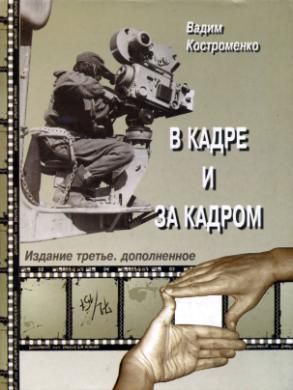 Вадим
Костроменко
В КАДРЕ
И
ЗА КАДРОМ
Издание третье. дополненное